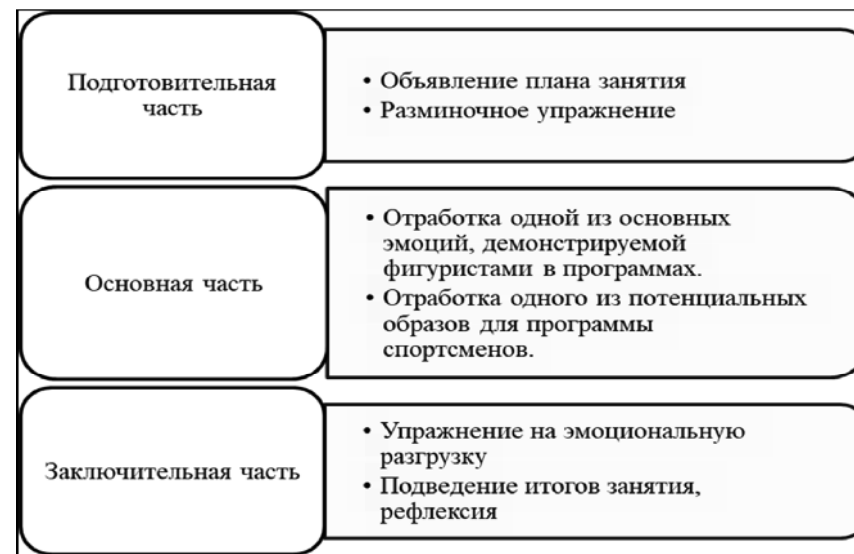 Подготовительная
часть
• Объявление плана занятия
• Разминочное упражнение
Основная часть
• Отработка одной из основных
эмоций, демонстрируемой
фигуристами в программах.
• Отработка одного из потенциальных
образов для программы
спортсменов.
Заключительная часть
• Упражнение на эмоциональную
разгрузку
• Подведение итогов занятия,
рефлексия